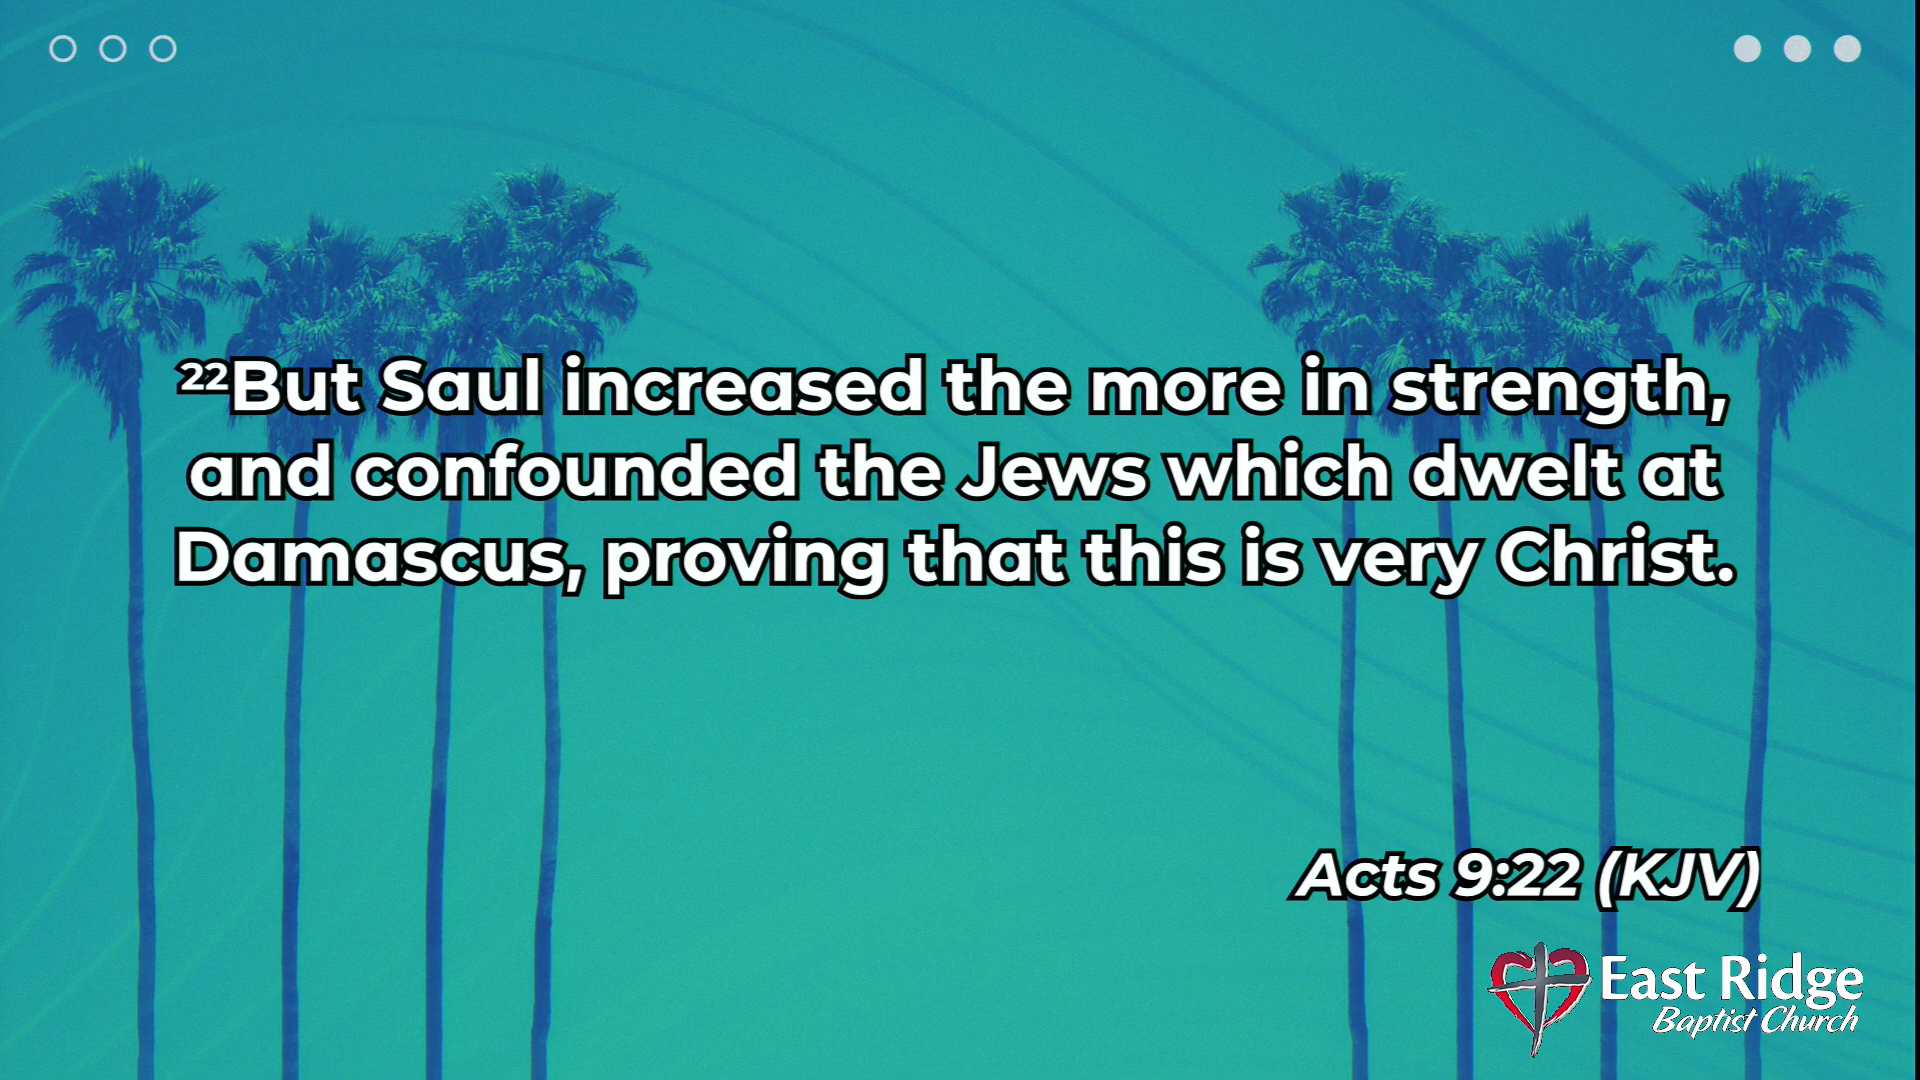 ²²But Saul increased the more in strength,
and confounded the Jews which dwelt at
Damascus, proving that this is very Christ.
Acts 9:22 (KJV)
East Ridge
Baptist Church